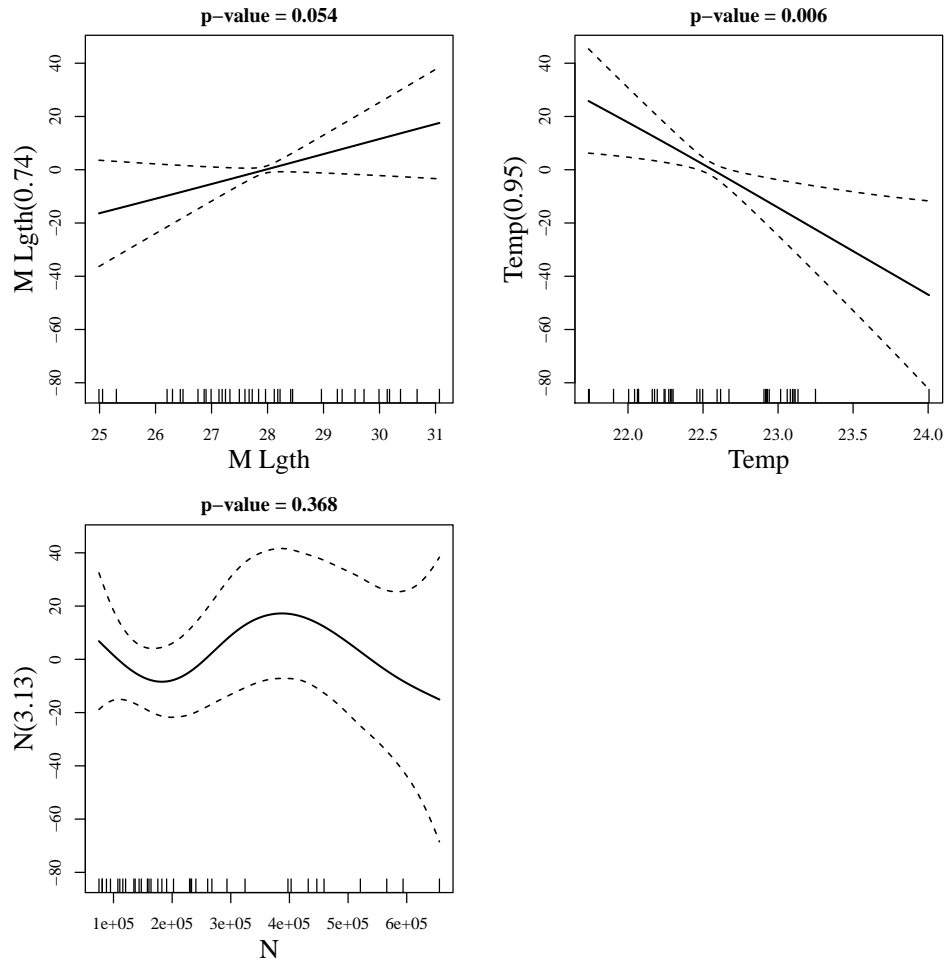 p−value = 0.054
M Lgth(0.74)
40
20
0
−20
−40
−60
−80
25 26 27 28 29 30 31
M Lgth
p−value = 0.006
Temp(0.95)
40
20
0
−20
−40
−60
−80
22.0 22.5 23.0 23.5 24.0
Temp
p−value = 0.368
N(3.13)
40
20
0
−20
−40
−60
−80
1e+05 2e+05 3e+05 4e+05 5e+05 6e+05
N